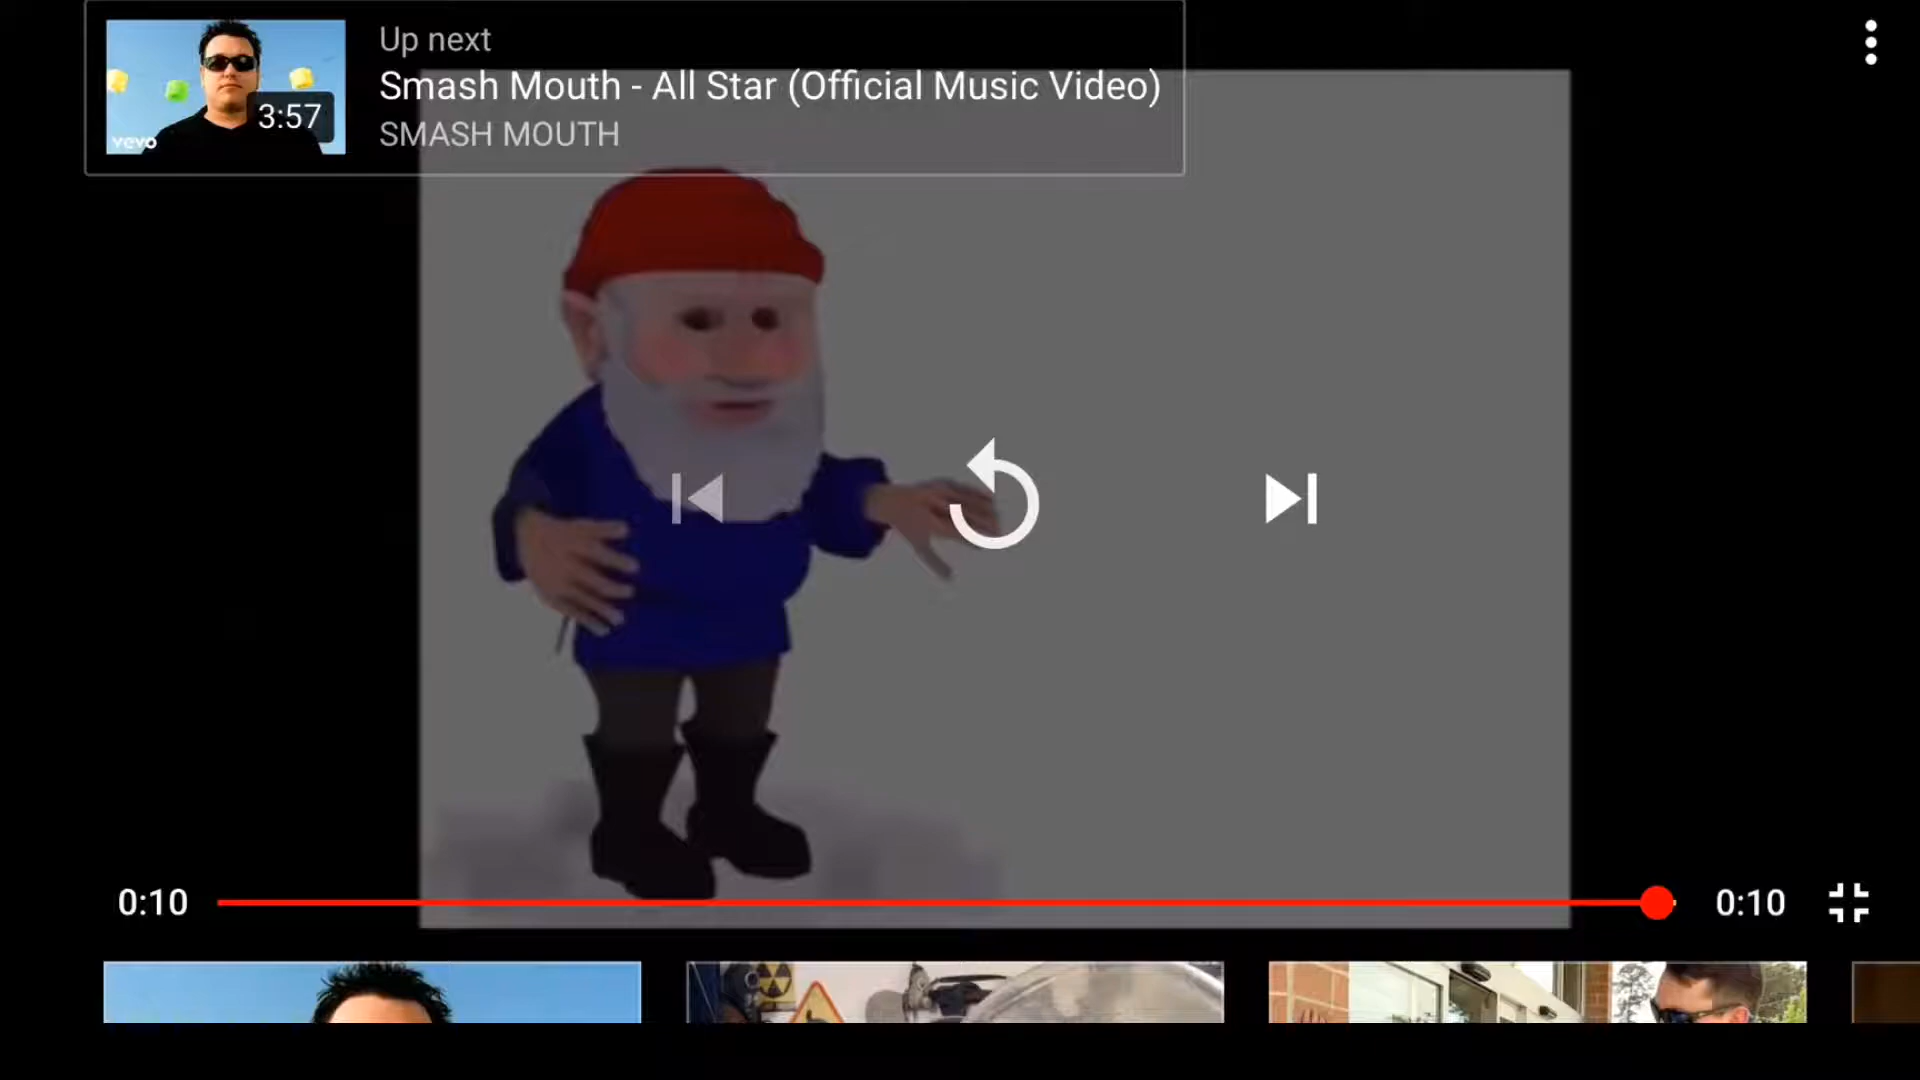 Up next
Smash Mouth - All Star (Official Music Video)
SMASH MOUTH
3:57
vevo
0:10
0:10